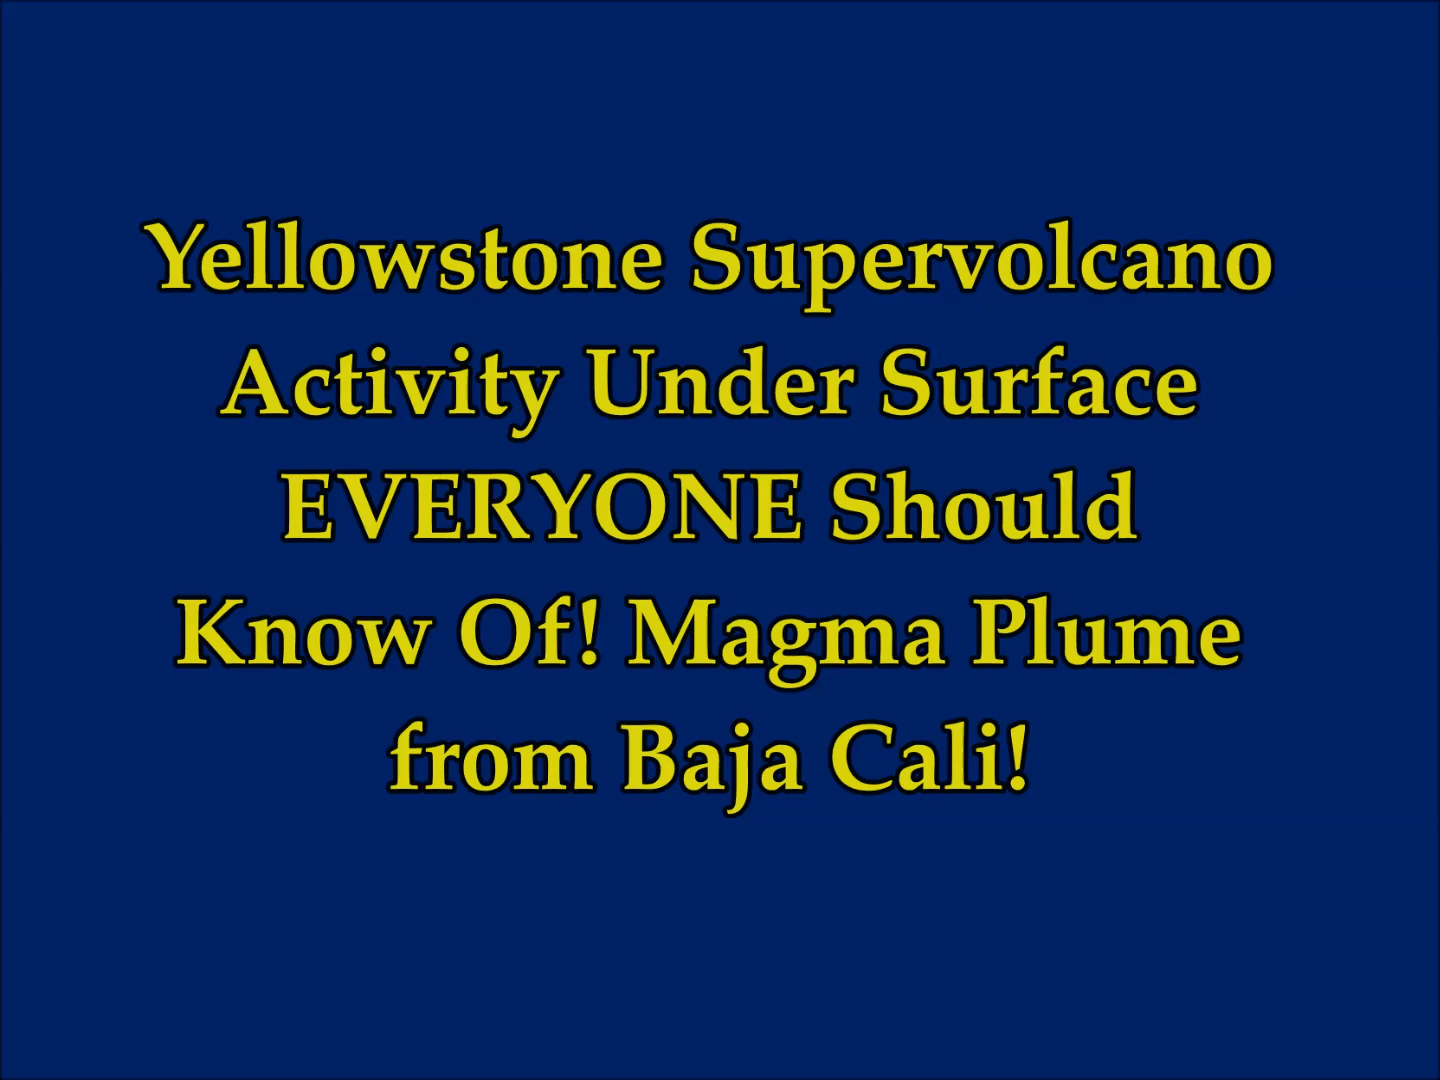 Yellowstone Supervolcano
Activity Under Surface
EVERYONE Should
Know Of! Magma Plume
from Baja Cali!